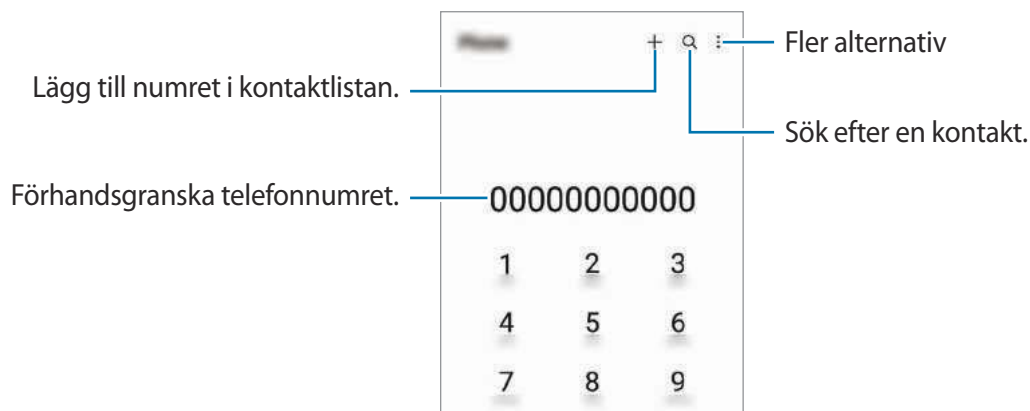 Fler alternativ
Lägg till numret i kontaktlistan.
Sök efter en kontakt.
Förhandsgranska telefonnumret.
00000000000
1 2 3
4 5 6
7 8 9